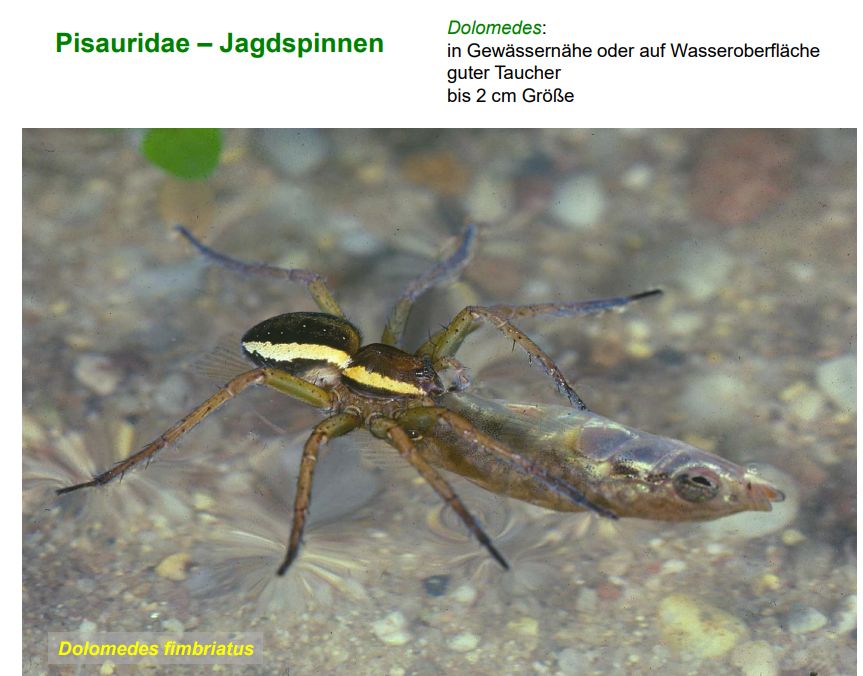 Pisauridae – Jagdspinnen
Dolomedes:
in Gewässernähe oder auf Wasseroberfläche
guter Taucher
bis 2 cm Größe
Dolomedes fimbriatus